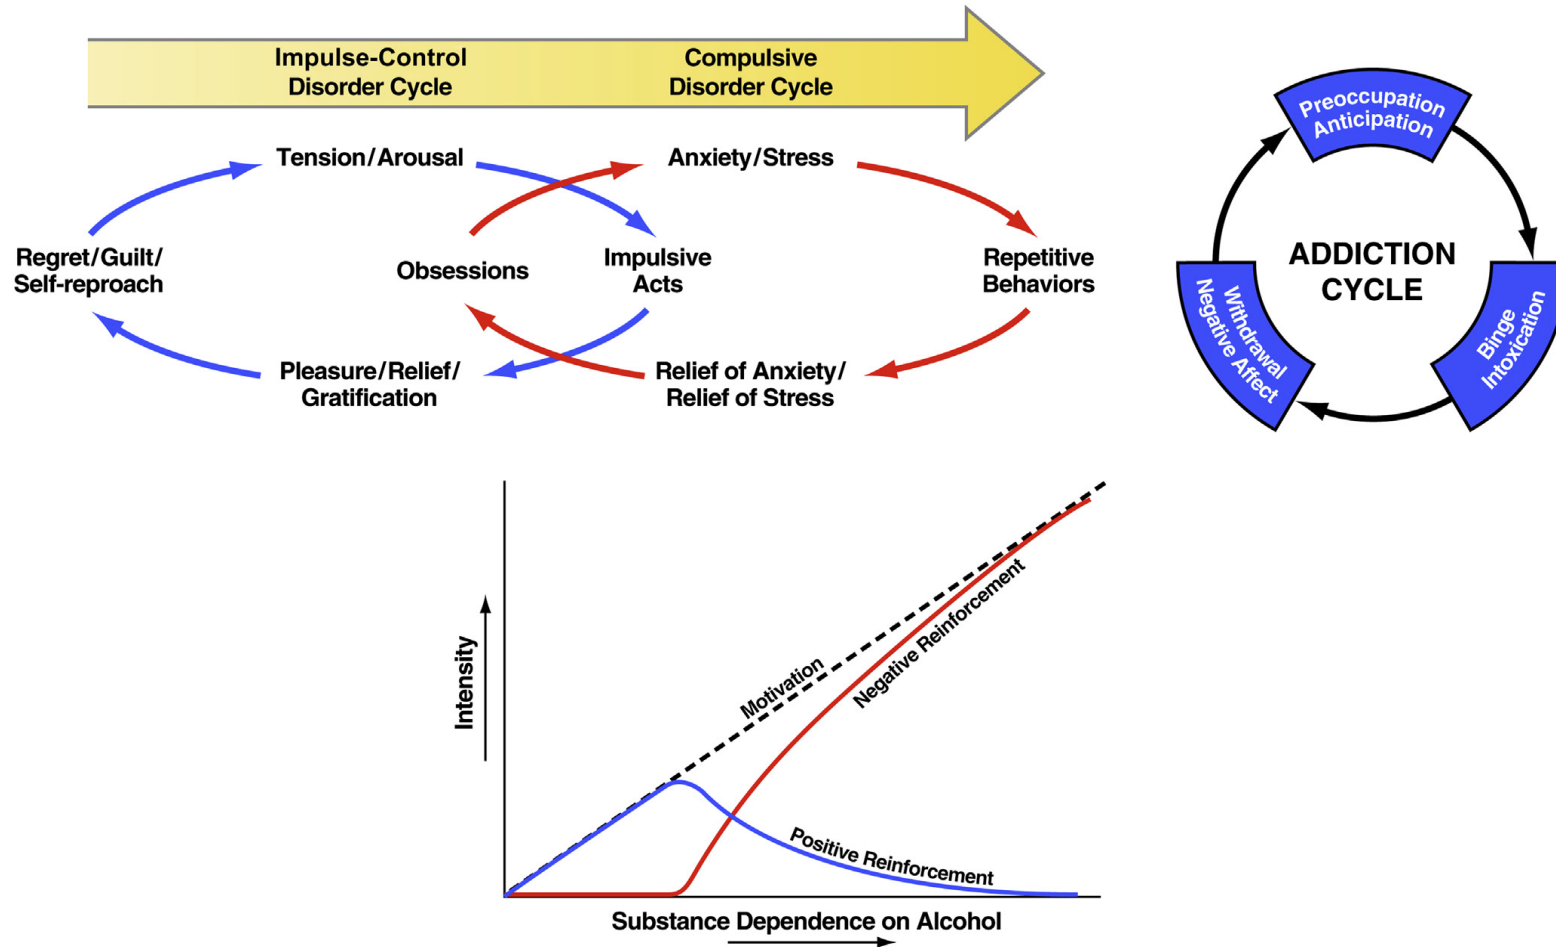 Impulse-Control
Disorder Cycle
Compulsive
Disorder Cycle
Tension/Arousal
Anxiety/Stress
Regret/Guilt/
Self-reproach
Obsessions
Impulsive
Acts
Repetitive
Behaviors
Pleasure/Relief/
Gratification
Relief of Anxiety/
Relief of Stress
Preoccupation
Anticipation
ADDICTION
CYCLE
Binge
Intoxication
Withdrawal
Negative Affect
Intensity
Motivation
Negative Reinforcement
Positive Reinforcement
Substance Dependence on Alcohol